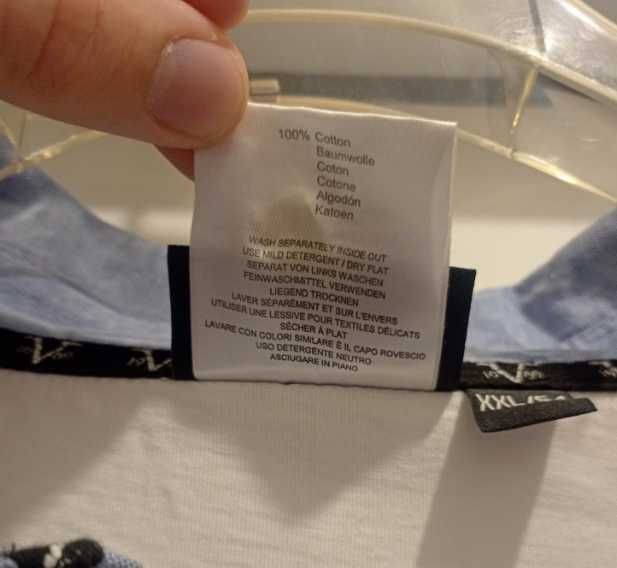 100% Cotton
Baumwolle
Coton
Cotone
Algodón
Katoen
WASH SEPARATELY INSIDE OUT
USE MILD DETERGENT / DRY FLAT
SEPARAT VON LINKS WASCHEN
FEINWASCHMITTEL VERWENDEN
LIEGEND TROCKNEN
LAVER SÉPARÉMENT ET SUR L'ENVERS
UTILISER UNE LESSIVE POUR TEXTILES DÉLICATS
SÉCHER À PLAT
LAVARE CON COLORI SIMILARE È IL CAPO ROVESCIO
USO DETERGENTE NEUTRO
ASCIUGARE IN PIANO